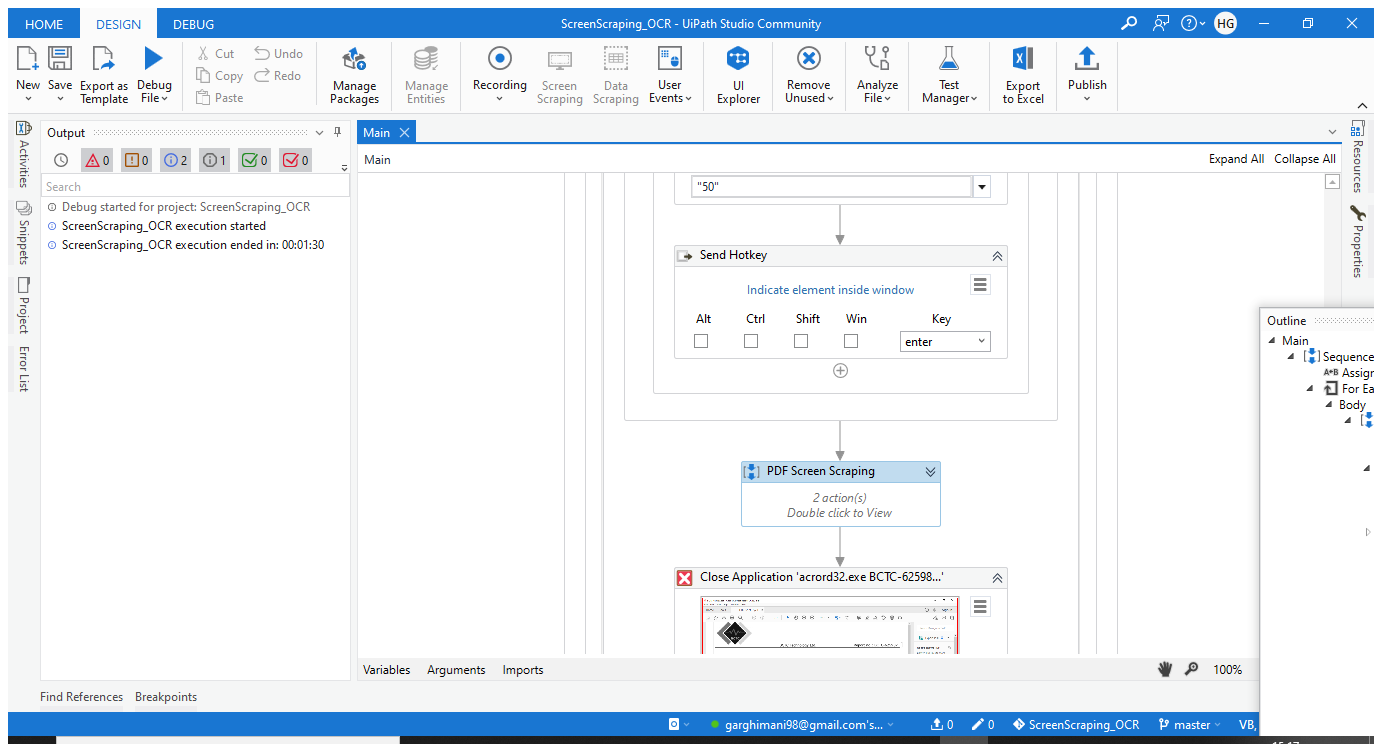 HOME DESIGN DEBUG ScreenScraping_OCR - UiPath Studio Community HG
New Save Export as Template Debug File Cut Copy Paste Undo Redo Manage Packages Manage Entities Recording Screen Scraping Data Scraping User Events UI Explorer Remove Unused Analyze File Test Manager Export to Excel Publish
Activities
Snippets
Project
Error List
Output
0 0 2 1 0 0
Search
Debug started for project: ScreenScraping_OCR
ScreenScraping_OCR execution started
ScreenScraping_OCR execution ended in: 00:01:30
Main
Main Expand All Collapse All
"50"
Send Hotkey
Indicate element inside window
Alt Ctrl Shift Win Key
enter
PDF Screen Scraping
2 action(s)
Double click to View
Close Application 'acrord32.exe BCTC-62598...'
Variables Arguments Imports 100%
Resources
Properties
Outline
Main
Sequence
Assign
For Ea
Body
Find References Breakpoints
garghimani98@gmail.com's... 0 0 ScreenScraping_OCR master VB,